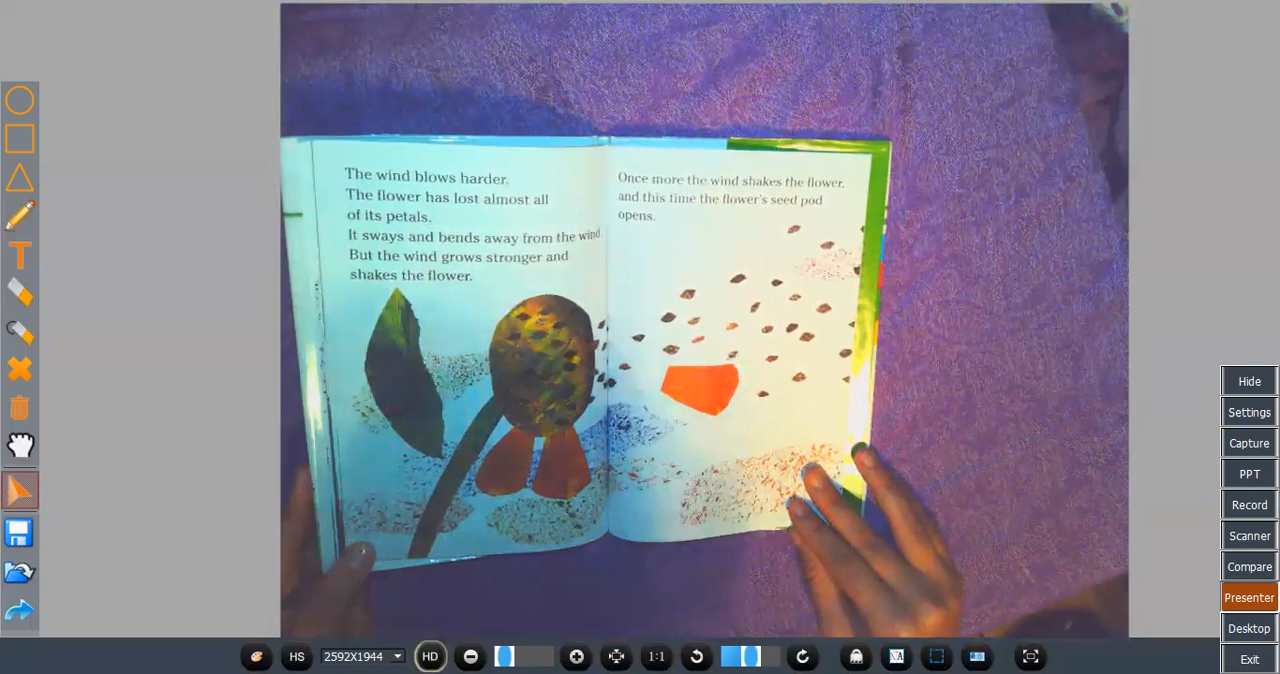 The wind blows harder.
The flower has lost almost all
of its petals.
It sways and bends away from the wind.
But the wind grows stronger and
shakes the flower.
Once more the wind shakes the flower,
and this time the flower's seed pod
opens.
T
Hide
Settings
Capture
PPT
Record
Scanner
Compare
Presenter
Desktop
Exit
HS
2592X1944
HD
1:1